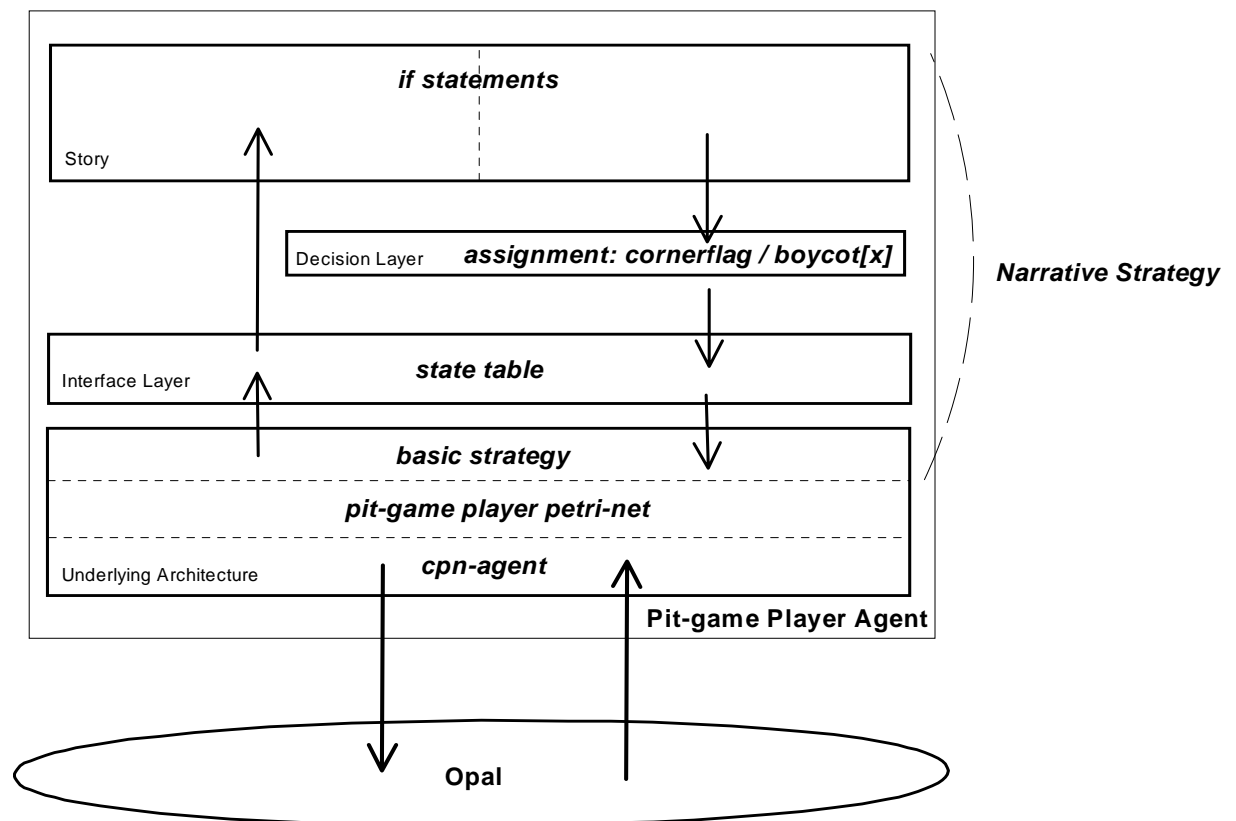 if statements
Story
Decision Layer assignment: cornerflag / boycot[x]
Narrative Strategy
Interface Layer state table
basic strategy
pit-game player petri-net
Underlying Architecture cpn-agent
Pit-game Player Agent
Opal